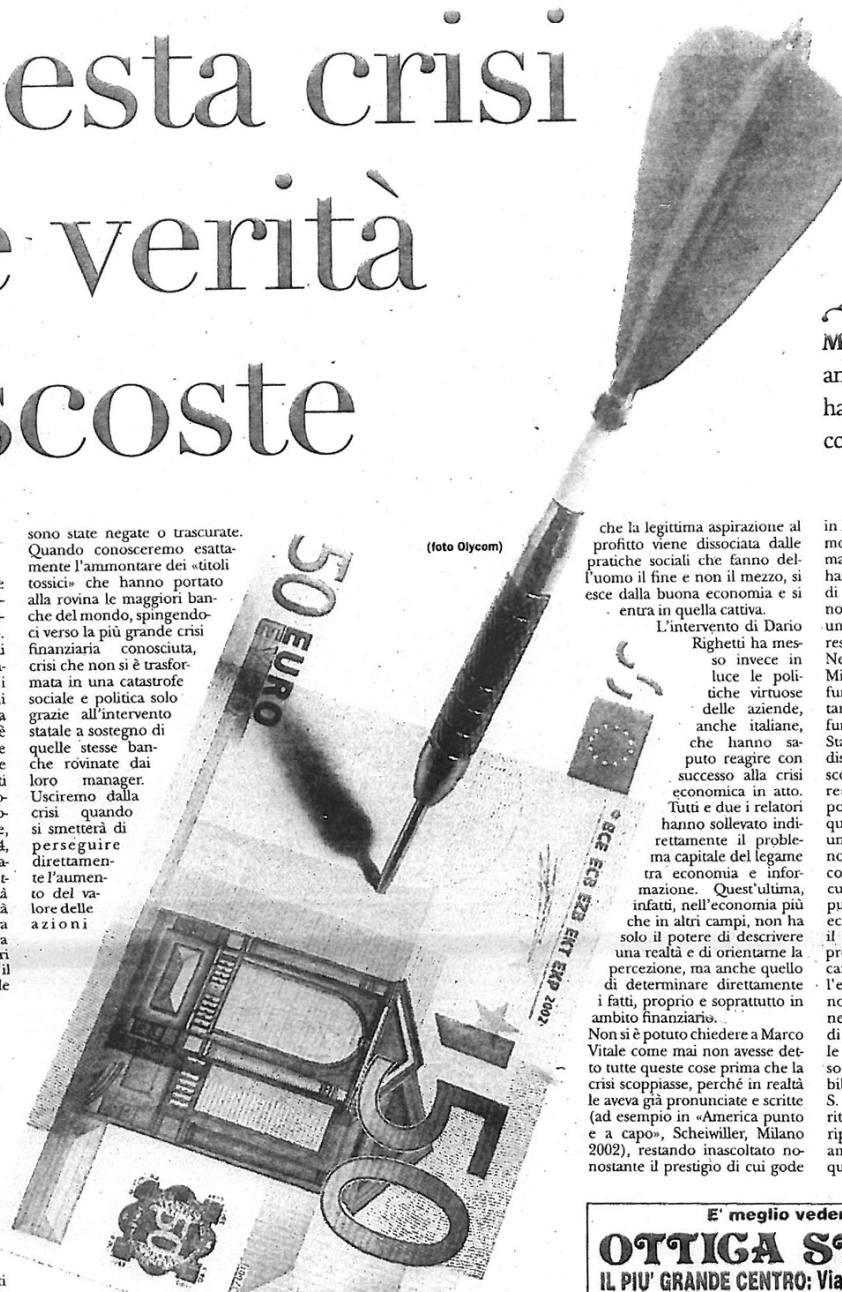 esta crisi
e verità
scoste
sono state negate o trascurate.
Quando conosceremo esatta-
mente l'ammontare dei «titoli
tossici» che hanno portato
alla rovina le maggiori ban-
che del mondo, spingendo-
ci verso la più grande crisi
finanziaria conosciuta,
crisi che non si è trasfor-
mata in una catastrofe
sociale e politica solo
grazie all'intervento
statale a sostegno di
quelle stesse ban-
che rovinate dai
loro manager.
Usciremo dalla
crisi quando
si smetterà di
perseguire
direttamen-
te l'aumen-
to del va-
lore delle
azioni
(foto Olycom)
50 EURO
BCE ECB EZB EKT EKP 2002
50
50
che la legittima aspirazione al
profitto viene dissociata dalle
pratiche sociali che fanno del-
l'uomo il fine e non il mezzo, si
esce dalla buona economia e si
entra in quella cattiva.
L'intervento di Dario
Righetti ha mes-
so invece in
luce le poli-
tiche virtuose
delle aziende,
anche italiane,
che hanno sa-
puto reagire con
successo alla crisi
economica in atto.
Tutti e due i relatori
hanno sollevato indi-
rettamente il proble-
ma capitale del legame
tra economia e infor-
mazione. Quest'ultima,
infatti, nell'economia più
che in altri campi, non ha
solo il potere di descrivere
una realtà e di orientarne la
percezione, ma anche quello
di determinare direttamente
i fatti, proprio e soprattutto in
ambito finanziario.
Non si è potuto chiedere a Marco
Vitale come mai non avesse det-
to tutte queste cose prima che la
crisi scoppiasse, perché in realtà
le aveva già pronunciate e scritte
(ad esempio in «America punto
e a capo», Scheiwiller, Milano
2002), restando inascoltato no-
nostante il prestigio di cui gode
E' meglio veder
OTTICA S
IL PIU' GRANDE CENTRO: Via